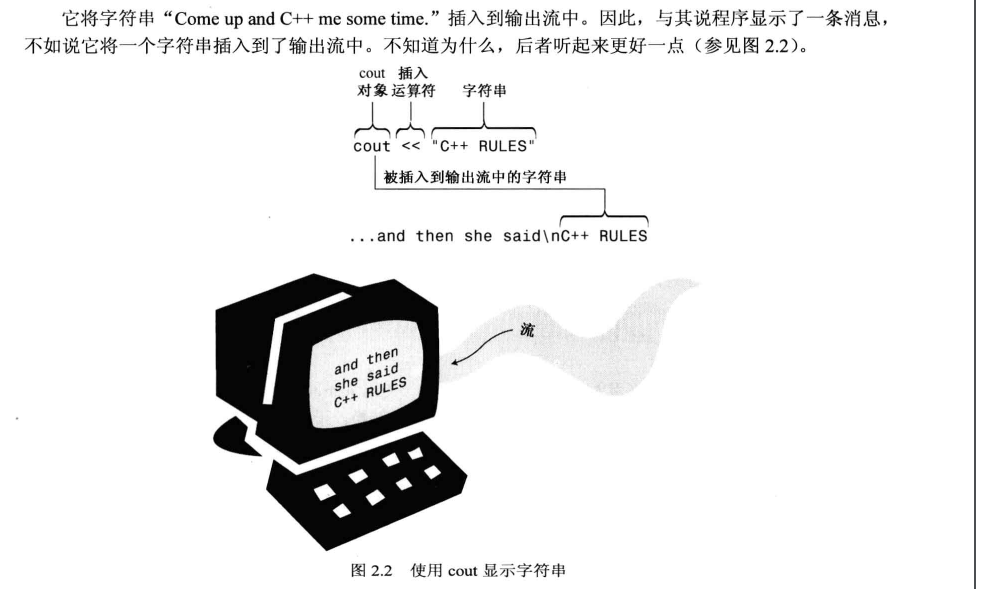 它将字符串“Come up and C++ me some time.”插入到输出流中。因此，与其说程序显示了一条消息，
不如说它将一个字符串插入到了输出流中。不知道为什么，后者听起来更好一点（参见图 2.2）。
cout 插入
对象 运算符 字符串
cout << "C++ RULES"
被插入到输出流中的字符串
...and then she said\nC++ RULES
流
and then
she said
C++ RULES
图 2.2 使用 cout 显示字符串